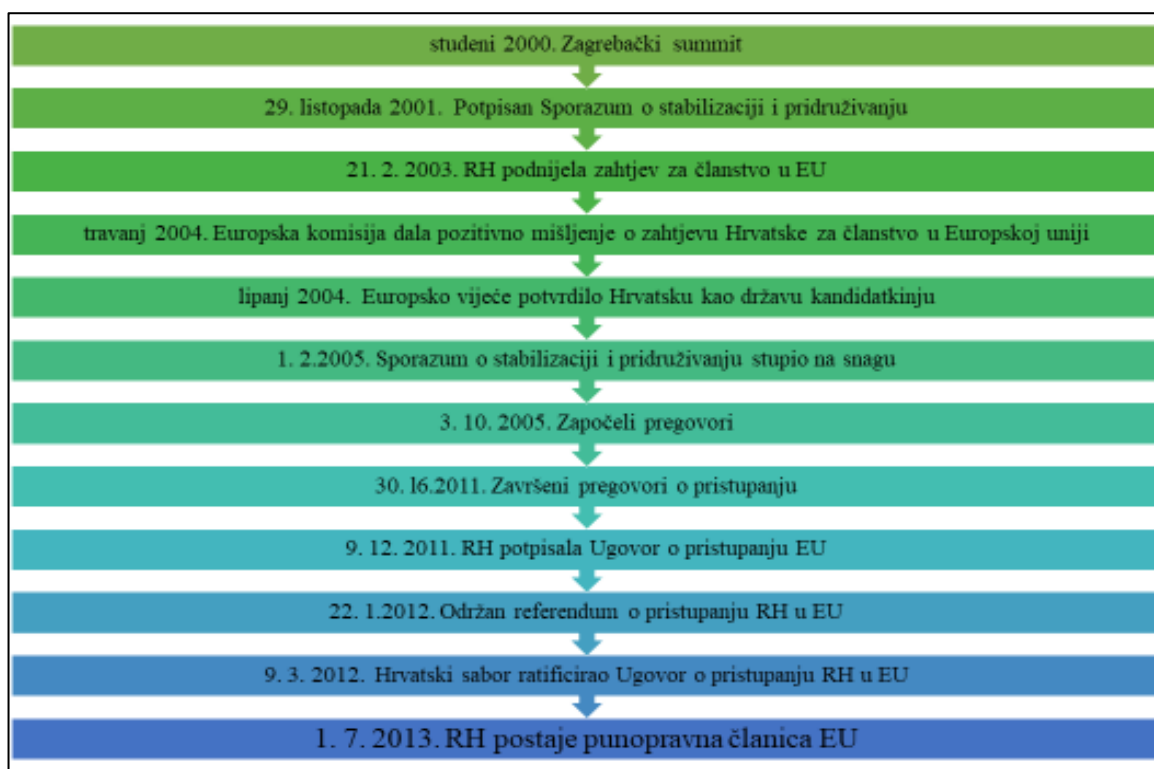 studeni 2000. Zagrebački summit
29. listopada 2001. Potpisan Sporazum o stabilizaciji i pridruživanju
21. 2. 2003. RH podnijela zahtjev za članstvo u EU
travanj 2004. Europska komisija dala pozitivno mišljenje o zahtjevu Hrvatske za članstvo u Europskoj uniji
lipanj 2004. Europsko vijeće potvrdilo Hrvatsku kao državu kandidatkinju
1. 2.2005. Sporazum o stabilizaciji i pridruživanju stupio na snagu
3. 10. 2005. Započeli pregovori
30. l6.2011. Završeni pregovori o pristupanju
9. 12. 2011. RH potpisala Ugovor o pristupanju EU
22. 1.2012. Održan referendum o pristupanju RH u EU
9. 3. 2012. Hrvatski sabor ratificirao Ugovor o pristupanju RH u EU
1. 7. 2013. RH postaje punopravna članica EU